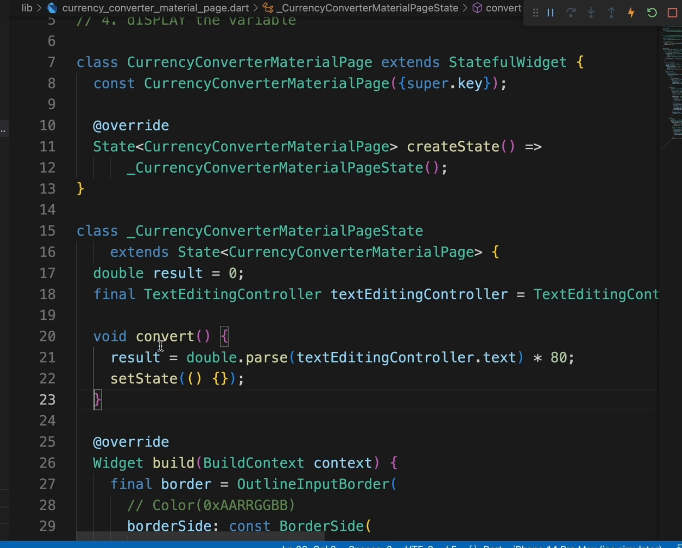 lib > currency_converter_material_page.dart > _CurrencyConverterMaterialPageState > convert
5 // 4. dISPLAY the variable
6
7 class CurrencyConverterMaterialPage extends StatefulWidget {
8 const CurrencyConverterMaterialPage({super.key});
9
10 @override
11 State<CurrencyConverterMaterialPage> createState() =>
12 _CurrencyConverterMaterialPageState();
13 }
14
15 class _CurrencyConverterMaterialPageState
16 extends State<CurrencyConverterMaterialPage> {
17 double result = 0;
18 final TextEditingController textEditingController = TextEditingCont
19
20 void convert() {
21 result = double.parse(textEditingController.text) * 80;
22 setState(() {});
23 }
24
25 @override
26 Widget build(BuildContext context) {
27 final border = OutlineInputBorder(
28 // Color(0xAARRGGBB)
29 borderSide: const BorderSide(